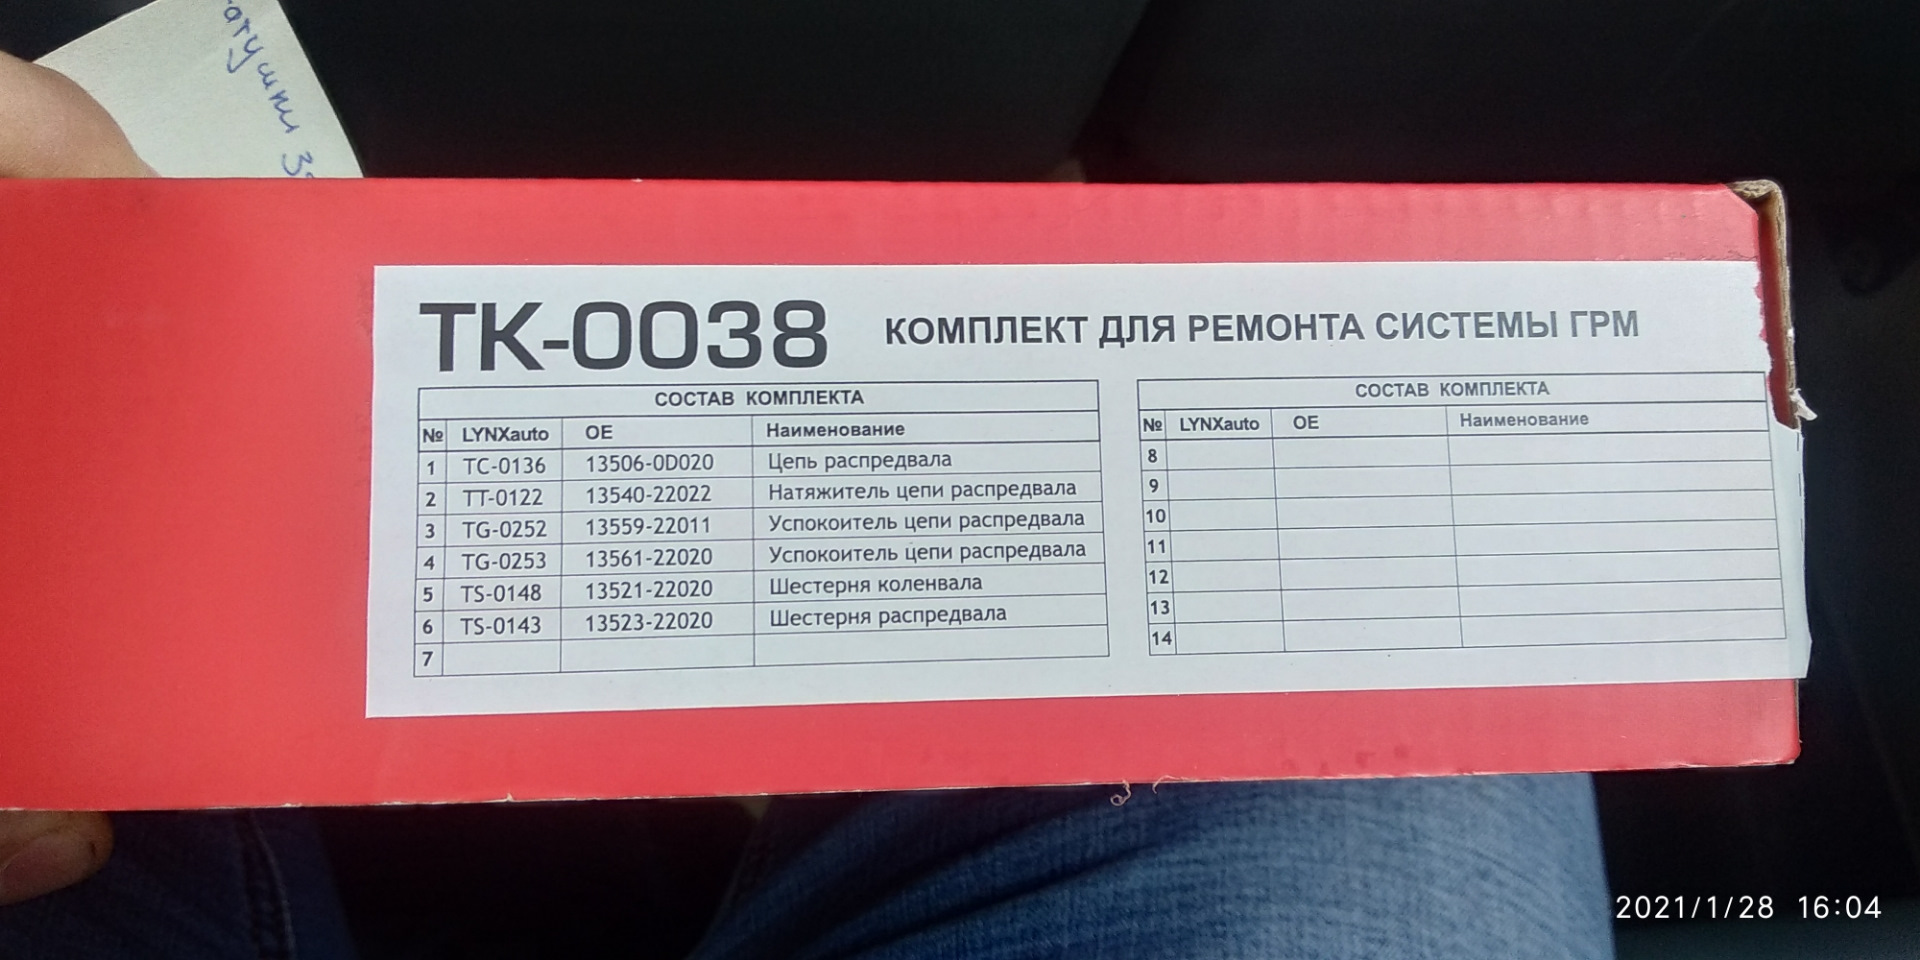 TK-0038 КОМПЛЕКТ ДЛЯ РЕМОНТА СИСТЕМЫ ГРМ
СОСТАВ КОМПЛЕКТА
№ LYNXauto OE Наименование
1 TC-0136 13506-0D020 Цепь распредвала
2 TT-0122 13540-22022 Натяжитель цепи распредвала
3 TG-0252 13559-22011 Успокоитель цепи распредвала
4 TG-0253 13561-22020 Успокоитель цепи распредвала
5 TS-0148 13521-22020 Шестерня коленвала
6 TS-0143 13523-22020 Шестерня распредвала
7
СОСТАВ КОМПЛЕКТА
№ LYNXauto OE Наименование
8
9
10
11
12
13
14
2021/1/28 16:04